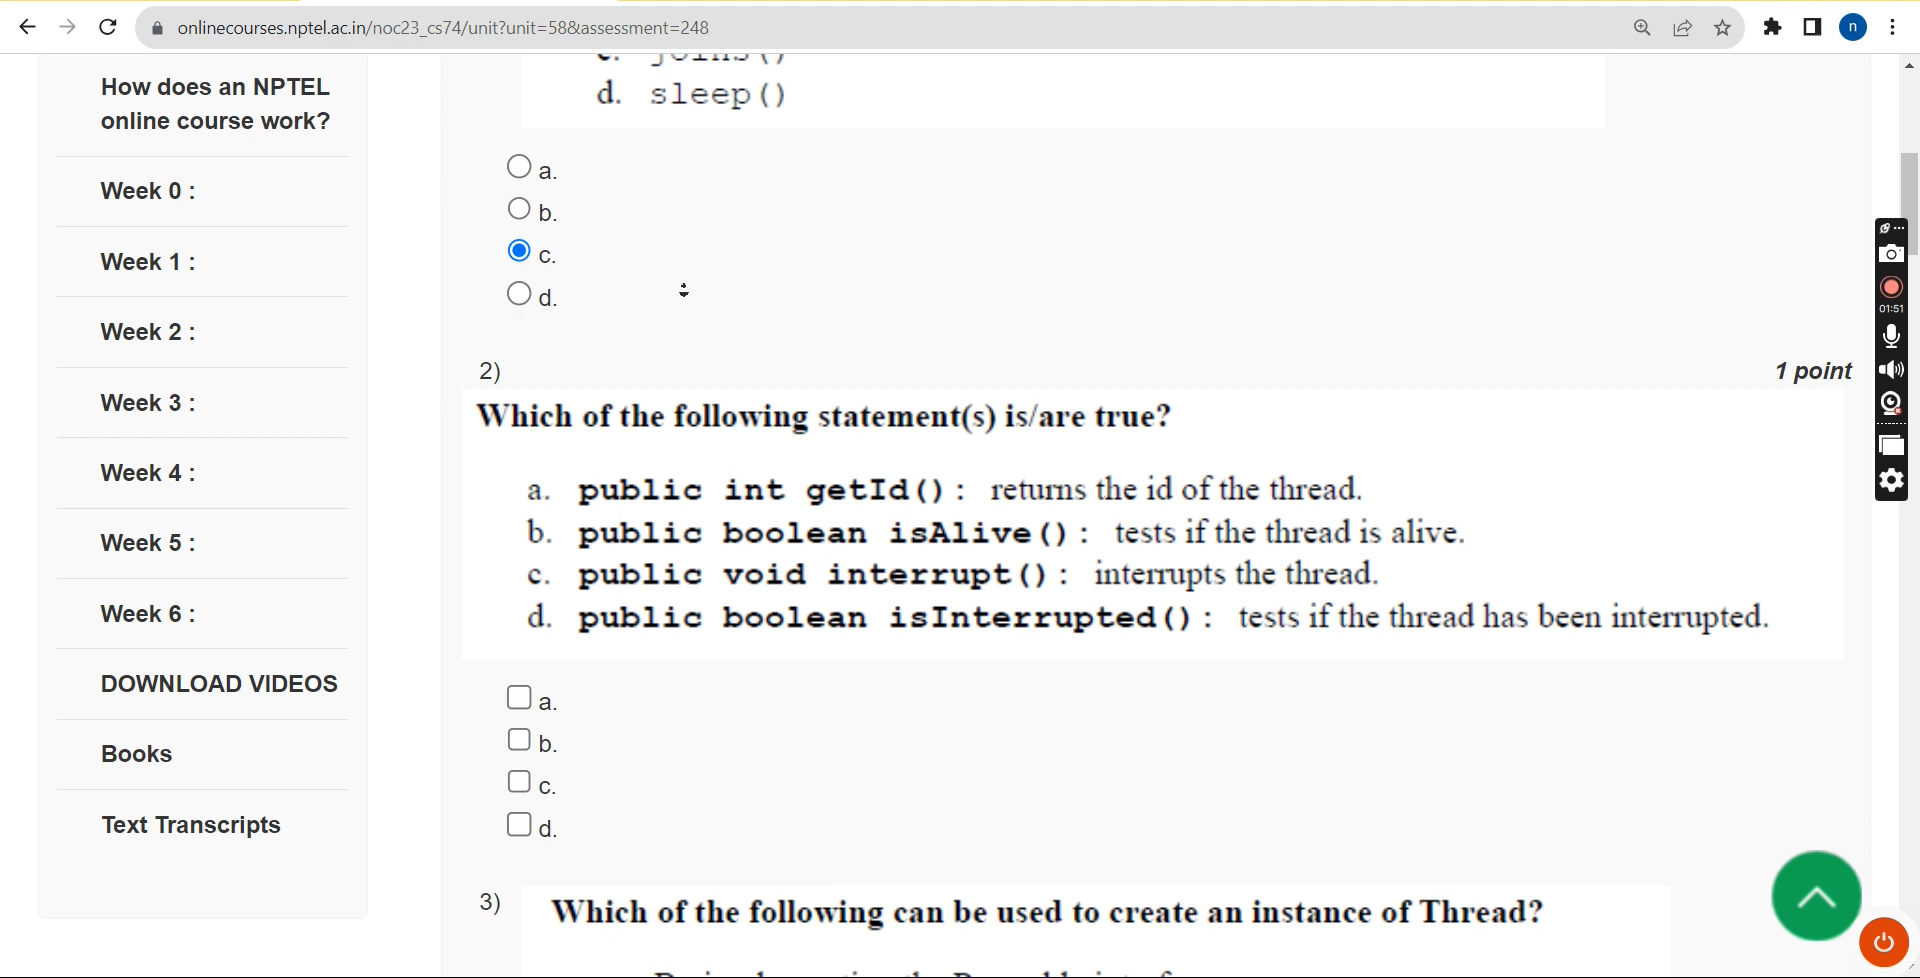 onlinecourses.nptel.ac.in/noc23_cs74/unit?unit=58&assessment=248
n
How does an NPTEL
online course work?
Week 0 :
Week 1 :
Week 2 :
Week 3 :
Week 4 :
Week 5 :
Week 6 :
DOWNLOAD VIDEOS
Books
Text Transcripts
d. sleep()
a.
b.
c.
d.
2)
1 point
Which of the following statement(s) is/are true?
a. public int getId(): returns the id of the thread.
b. public boolean isAlive(): tests if the thread is alive.
c. public void interrupt(): interrupts the thread.
d. public boolean isInterrupted(): tests if the thread has been interrupted.
a.
b.
c.
d.
3)
Which of the following can be used to create an instance of Thread?
01:51